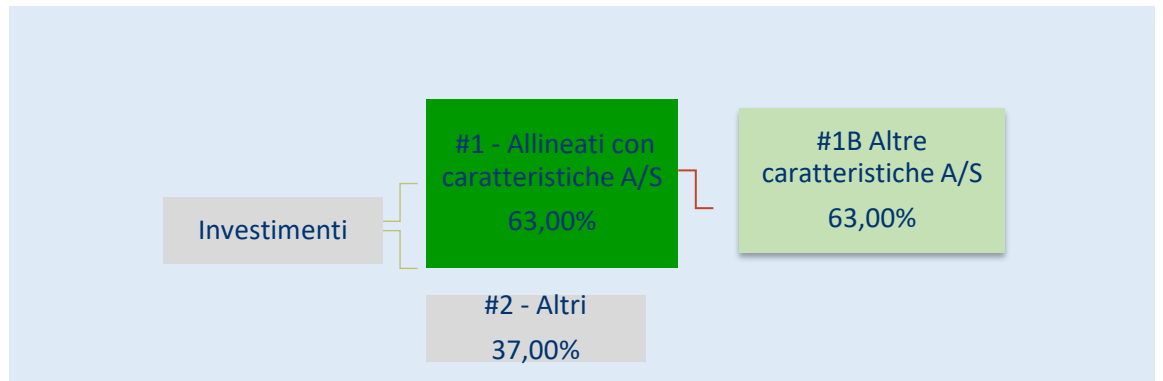 Investimenti
#1 - Allineati con
caratteristiche A/S
63,00%
#1B Altre
caratteristiche A/S
63,00%
#2 - Altri
37,00%